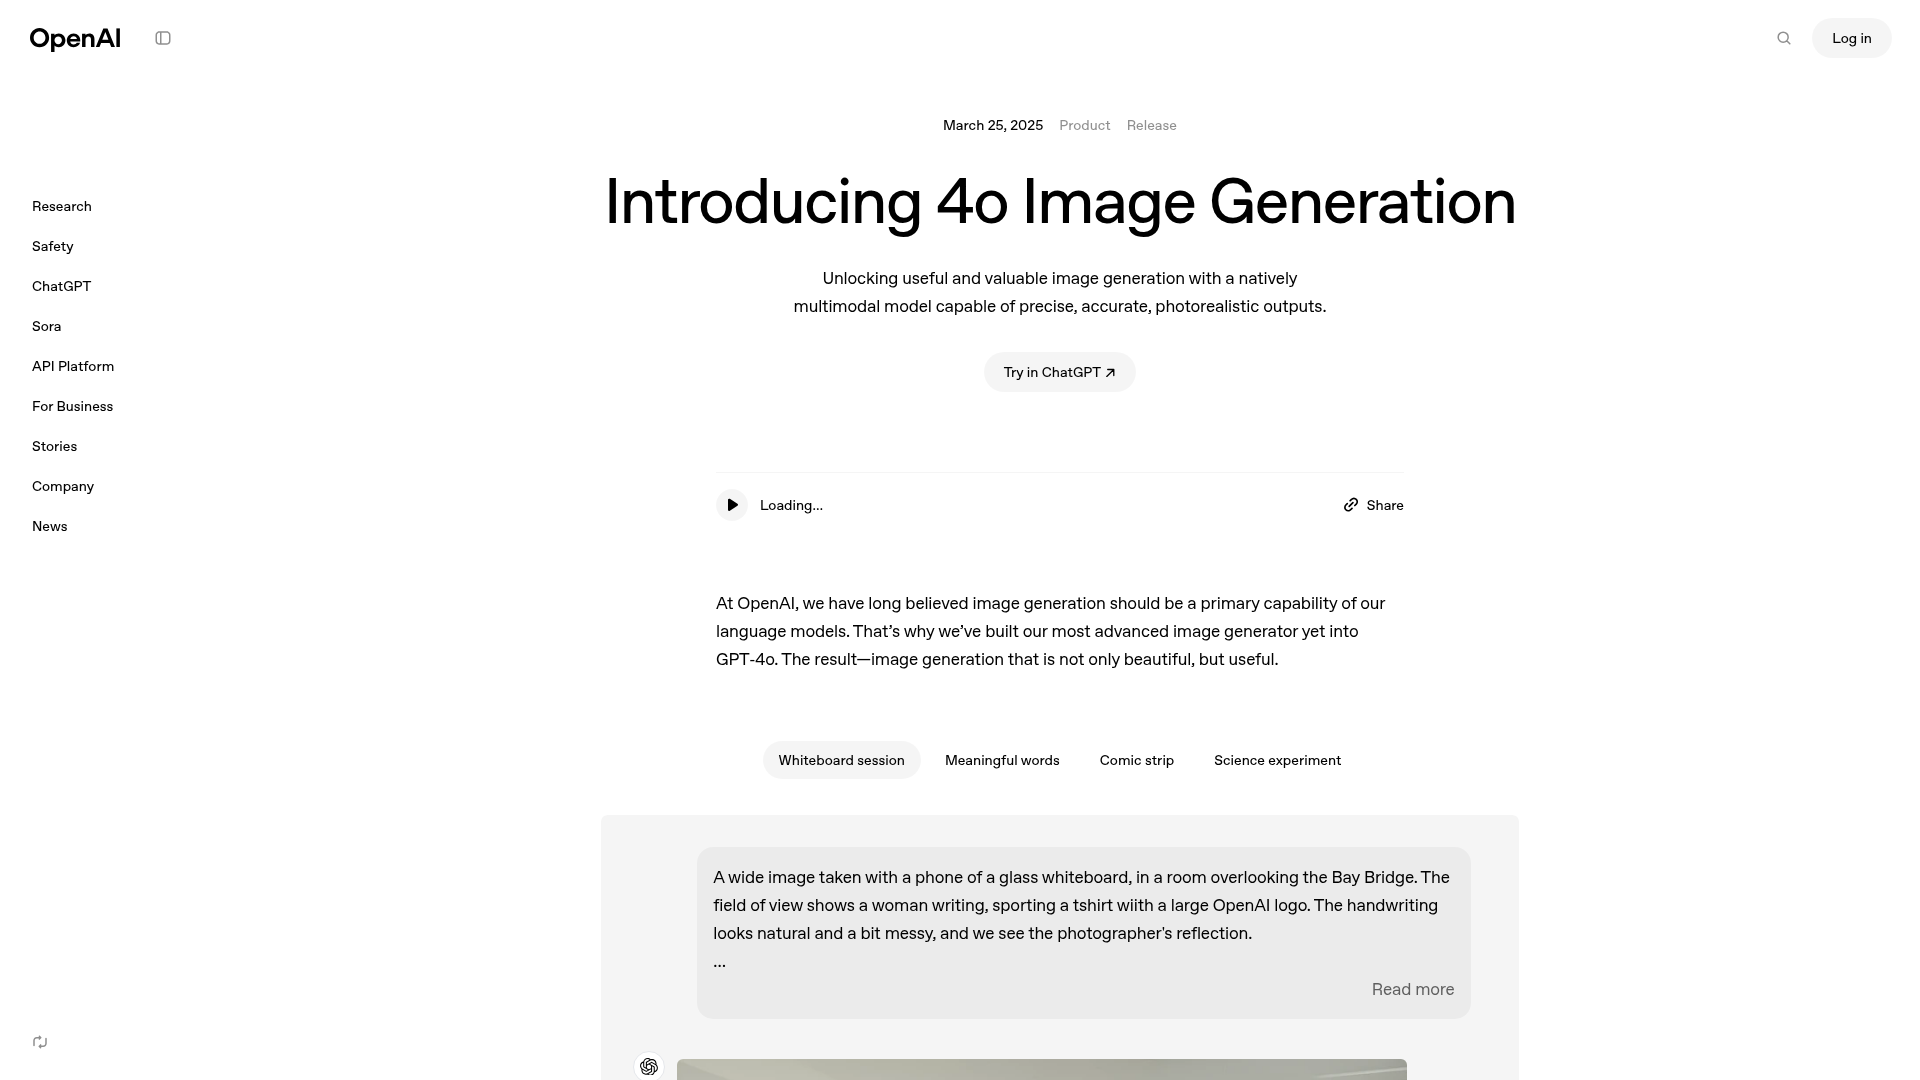 OpenAI
Log in
Research
Safety
ChatGPT
Sora
API Platform
For Business
Stories
Company
News
March 25, 2025 Product Release
Introducing 4o Image Generation
Unlocking useful and valuable image generation with a natively
multimodal model capable of precise, accurate, photorealistic outputs.
Try in ChatGPT
Loading...
Share
At OpenAI, we have long believed image generation should be a primary capability of our
language models. That’s why we’ve built our most advanced image generator yet into
GPT‑4o. The result—image generation that is not only beautiful, but useful.
Whiteboard session Meaningful words Comic strip Science experiment
A wide image taken with a phone of a glass whiteboard, in a room overlooking the Bay Bridge. The
field of view shows a woman writing, sporting a tshirt wiith a large OpenAI logo. The handwriting
looks natural and a bit messy, and we see the photographer's reflection.
...
Read more